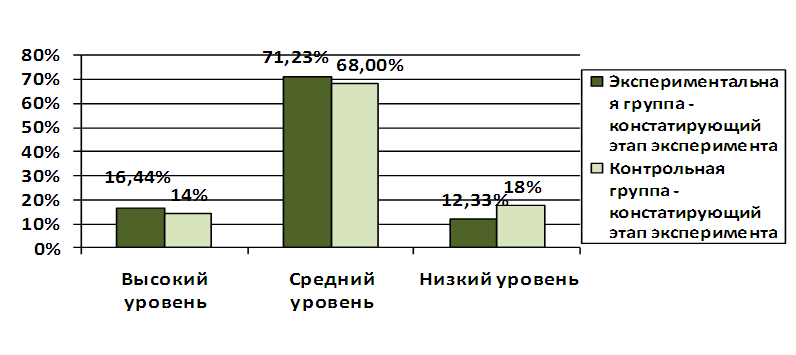 80%
70%
60%
50%
40%
30%
20%
10%
0%
16,44%
14%
71,23%
68,00%
12,33%
18%
Высокий
уровень
Средний
уровень
Низкий уровень
Экспериментальна
я группа -
констатирующий
этап эксперимента
Контрольная
группа -
констатирующий
этап эксперимента